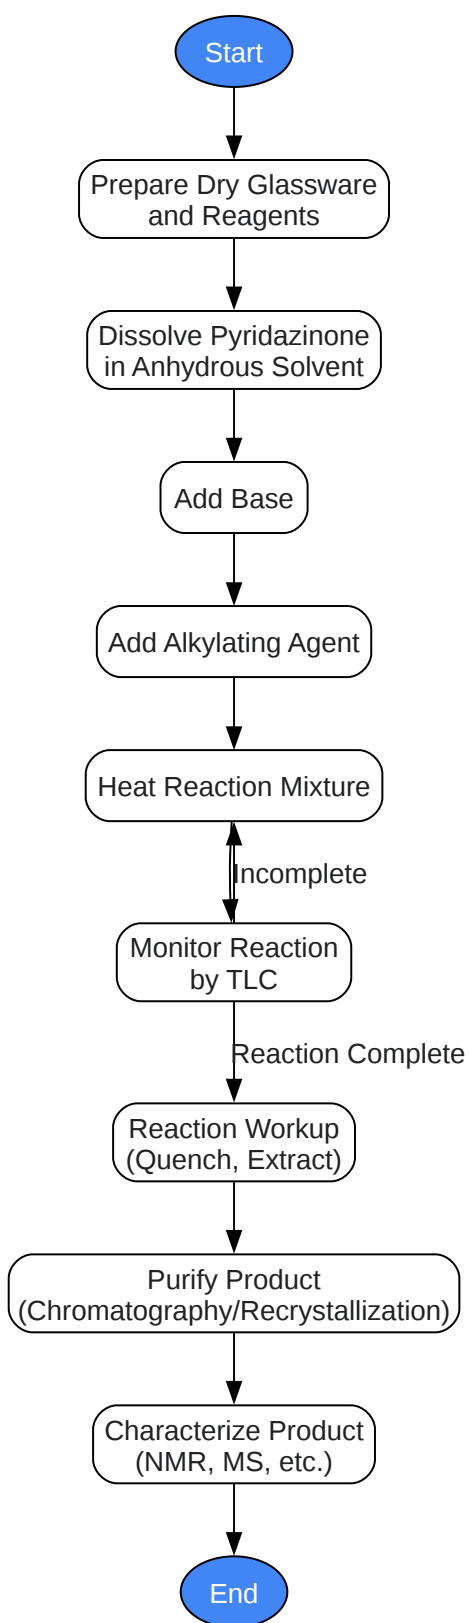 Start
Prepare Dry Glassware
and Reagents
Dissolve Pyridazinone
in Anhydrous Solvent
Add Base
Add Alkylating Agent
Heat Reaction Mixture
Incomplete
Monitor Reaction
by TLC
Reaction Complete
Reaction Workup
(Quench, Extract)
Purify Product
(Chromatography/Recrystallization)
Characterize Product
(NMR, MS, etc.)
End